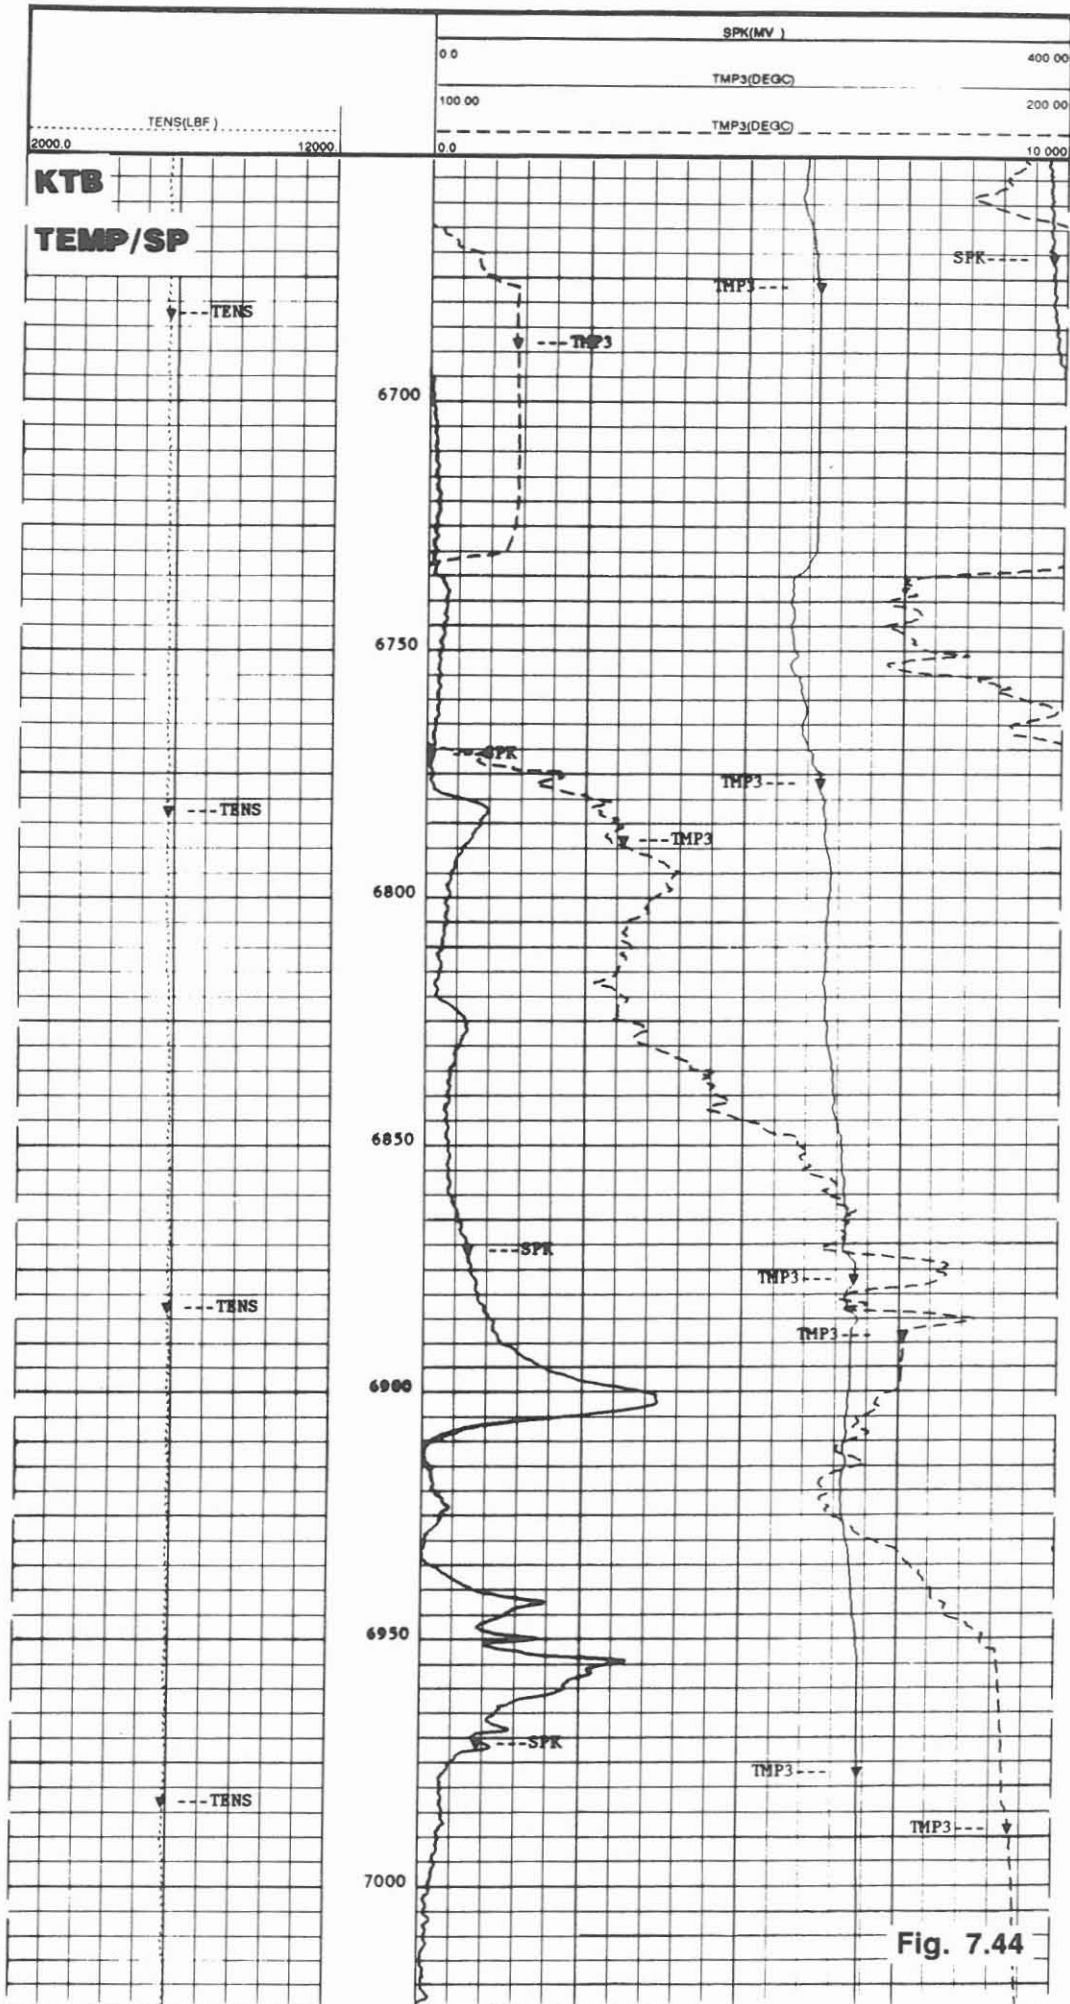 SPK(MV )
0.0 400 00
TMP3(DEGC)
100.00 200 00
TENS(LBF )
TMP3(DEGC)
2000.0 12000.
0.0 10 000
KTB
TEMP/SP
SPK----
TMP3---
---TENS
---TMP3
6700
6750
---SPK
TMP3---
---TENS
---TMP3
6800
6850
---SPK
TMP3---
---TENS
TMP3---
6900
6950
---SPK
TMP3---
---TENS
TMP3---
7000
Fig. 7.44